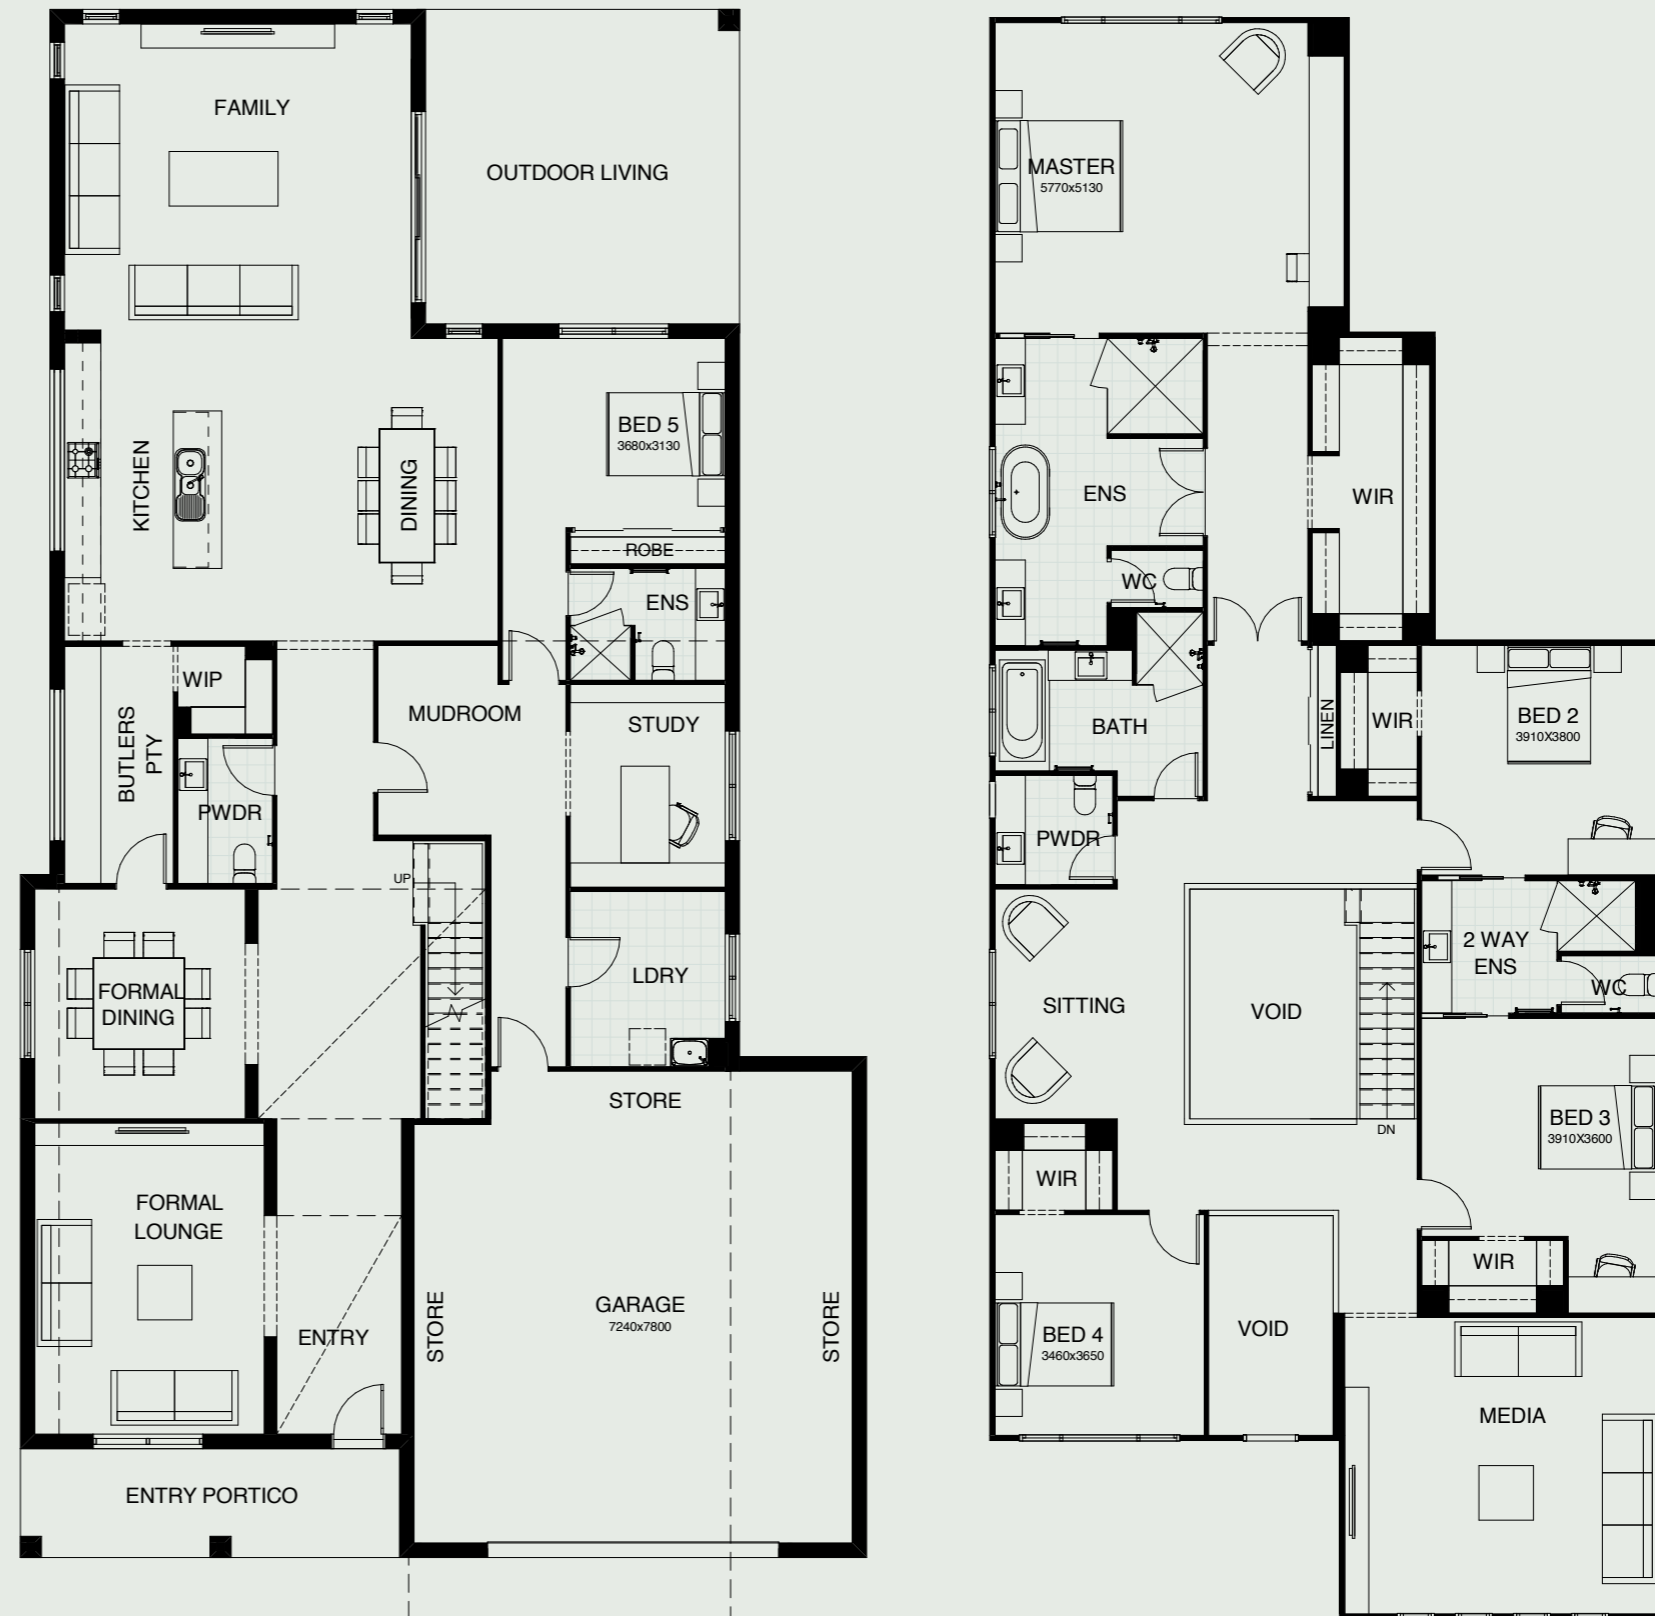 FAMILY
OUTDOOR LIVING
KITCHEN
DINING
BED 5
3680x3130
ROBE
ENS
WIP
BUTLERS
PTY
PWDR
MUDROOM
STUDY
UP
FORMAL
DINING
LDRY
STORE
FORMAL
LOUNGE
ENTRY
STORE
GARAGE
7240x7800
STORE
ENTRY PORTICO
MASTER
5770x5130
ENS
WIR
WC
BATH
LINEN
WIR
BED 2
3910X3800
PWDR
2 WAY
ENS
WC
SITTING
VOID
DN
BED 3
3910X3600
WIR
WIR
BED 4
3460x3650
VOID
MEDIA